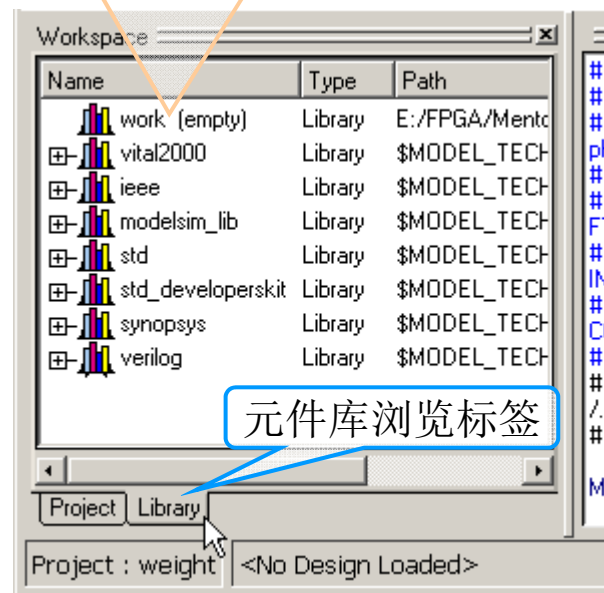 Workspace
Name Type Path
work (empty) Library E:/FPGA/Mento
vital2000 Library $MODEL_TECH
ieee Library $MODEL_TECH
modelsim_lib Library $MODEL_TECH
std Library $MODEL_TECH
std_developerskit Library $MODEL_TECH
synopsys Library $MODEL_TECH
verilog Library $MODEL_TECH
元件库浏览标签
Project Library
Project : weight <No Design Loaded>
#
#
#
#
#
#
#
#
#
#